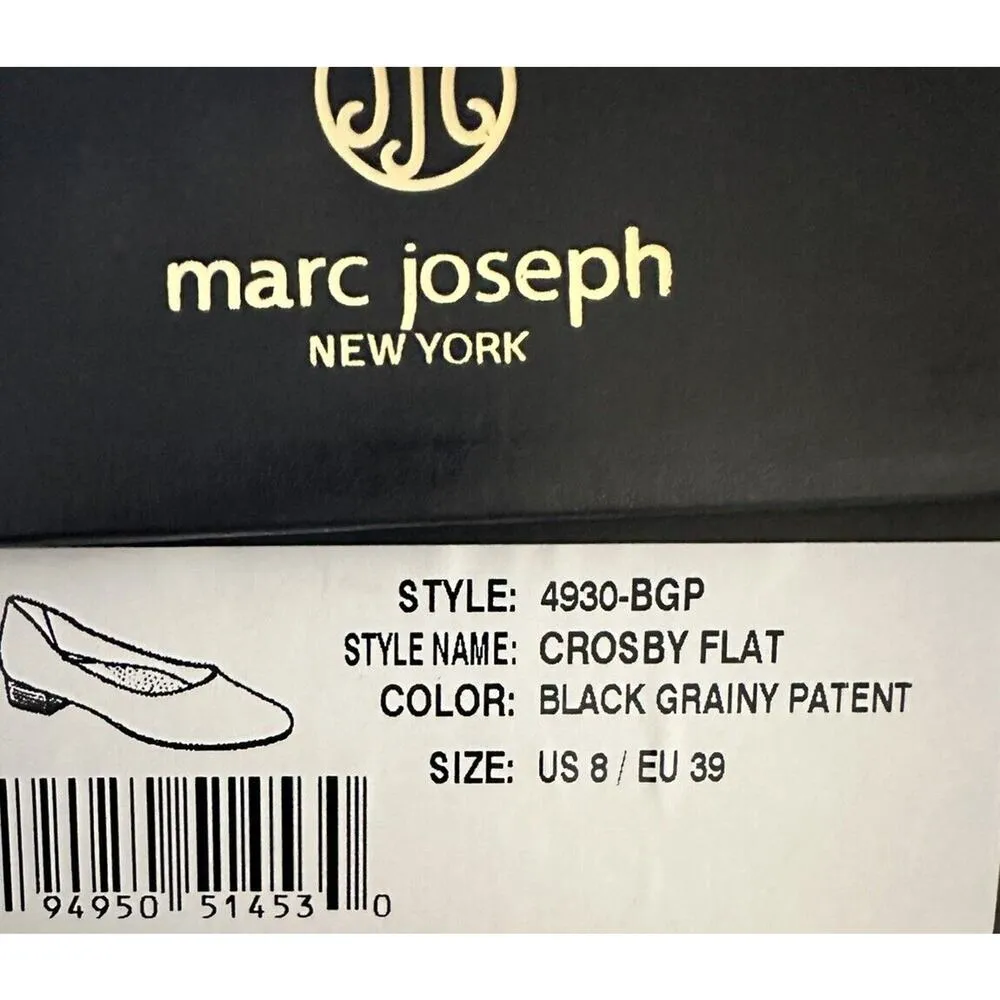 marc joseph
NEW YORK
STYLE: 4930-BGP
STYLE NAME: CROSBY FLAT
COLOR: BLACK GRAINY PATENT
SIZE: US 8 / EU 39
94950 51453 0